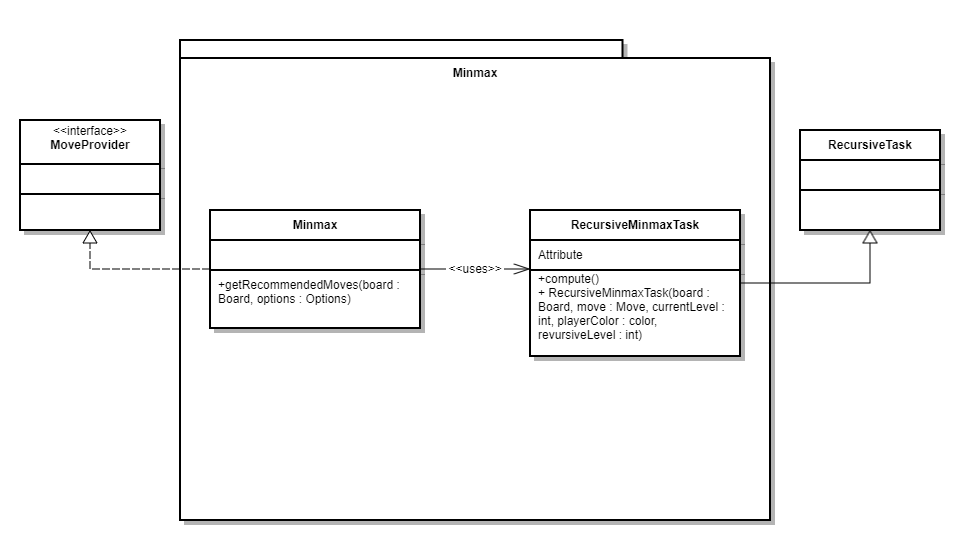 Minmax
<<interface>>
MoveProvider
RecursiveTask
Minmax
+getRecommendedMoves(board :
Board, options : Options)
<<uses>>
RecursiveMinmaxTask
Attribute
+compute()
+ RecursiveMinmaxTask(board :
Board, move : Move, currentLevel :
int, playerColor : color,
revursiveLevel : int)